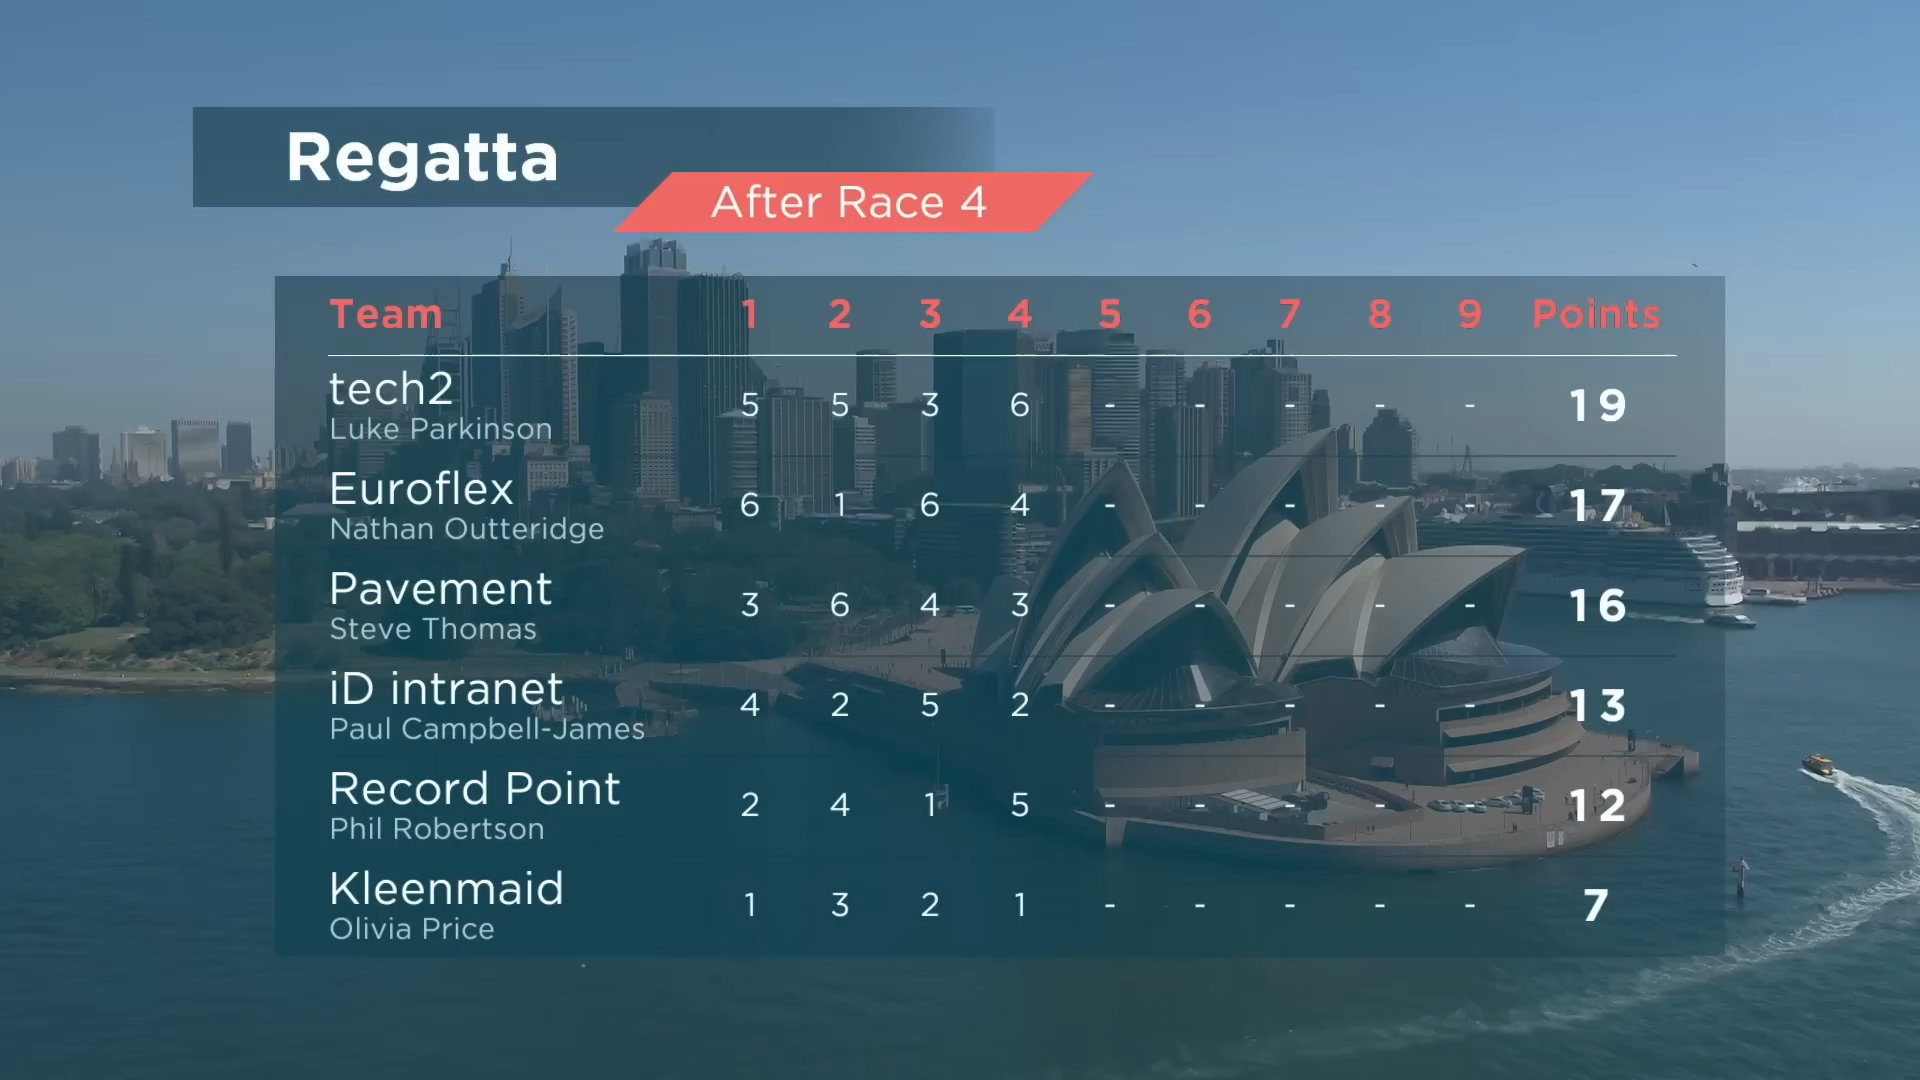 Regatta
After Race 4
Team 1 2 3 4 5 6 7 8 9 Points
tech2 5 5 3 6 - - - - - 19
Luke Parkinson
Euroflex 6 1 6 4 - - - - - 17
Nathan Outteridge
Pavement 3 6 4 3 - - - - - 16
Steve Thomas
iD intranet 4 2 5 2 - - - - - 13
Paul Campbell-James
Record Point 2 4 1 5 - - - - - 12
Phil Robertson
Kleenmaid 1 3 2 1 - - - - - 7
Olivia Price